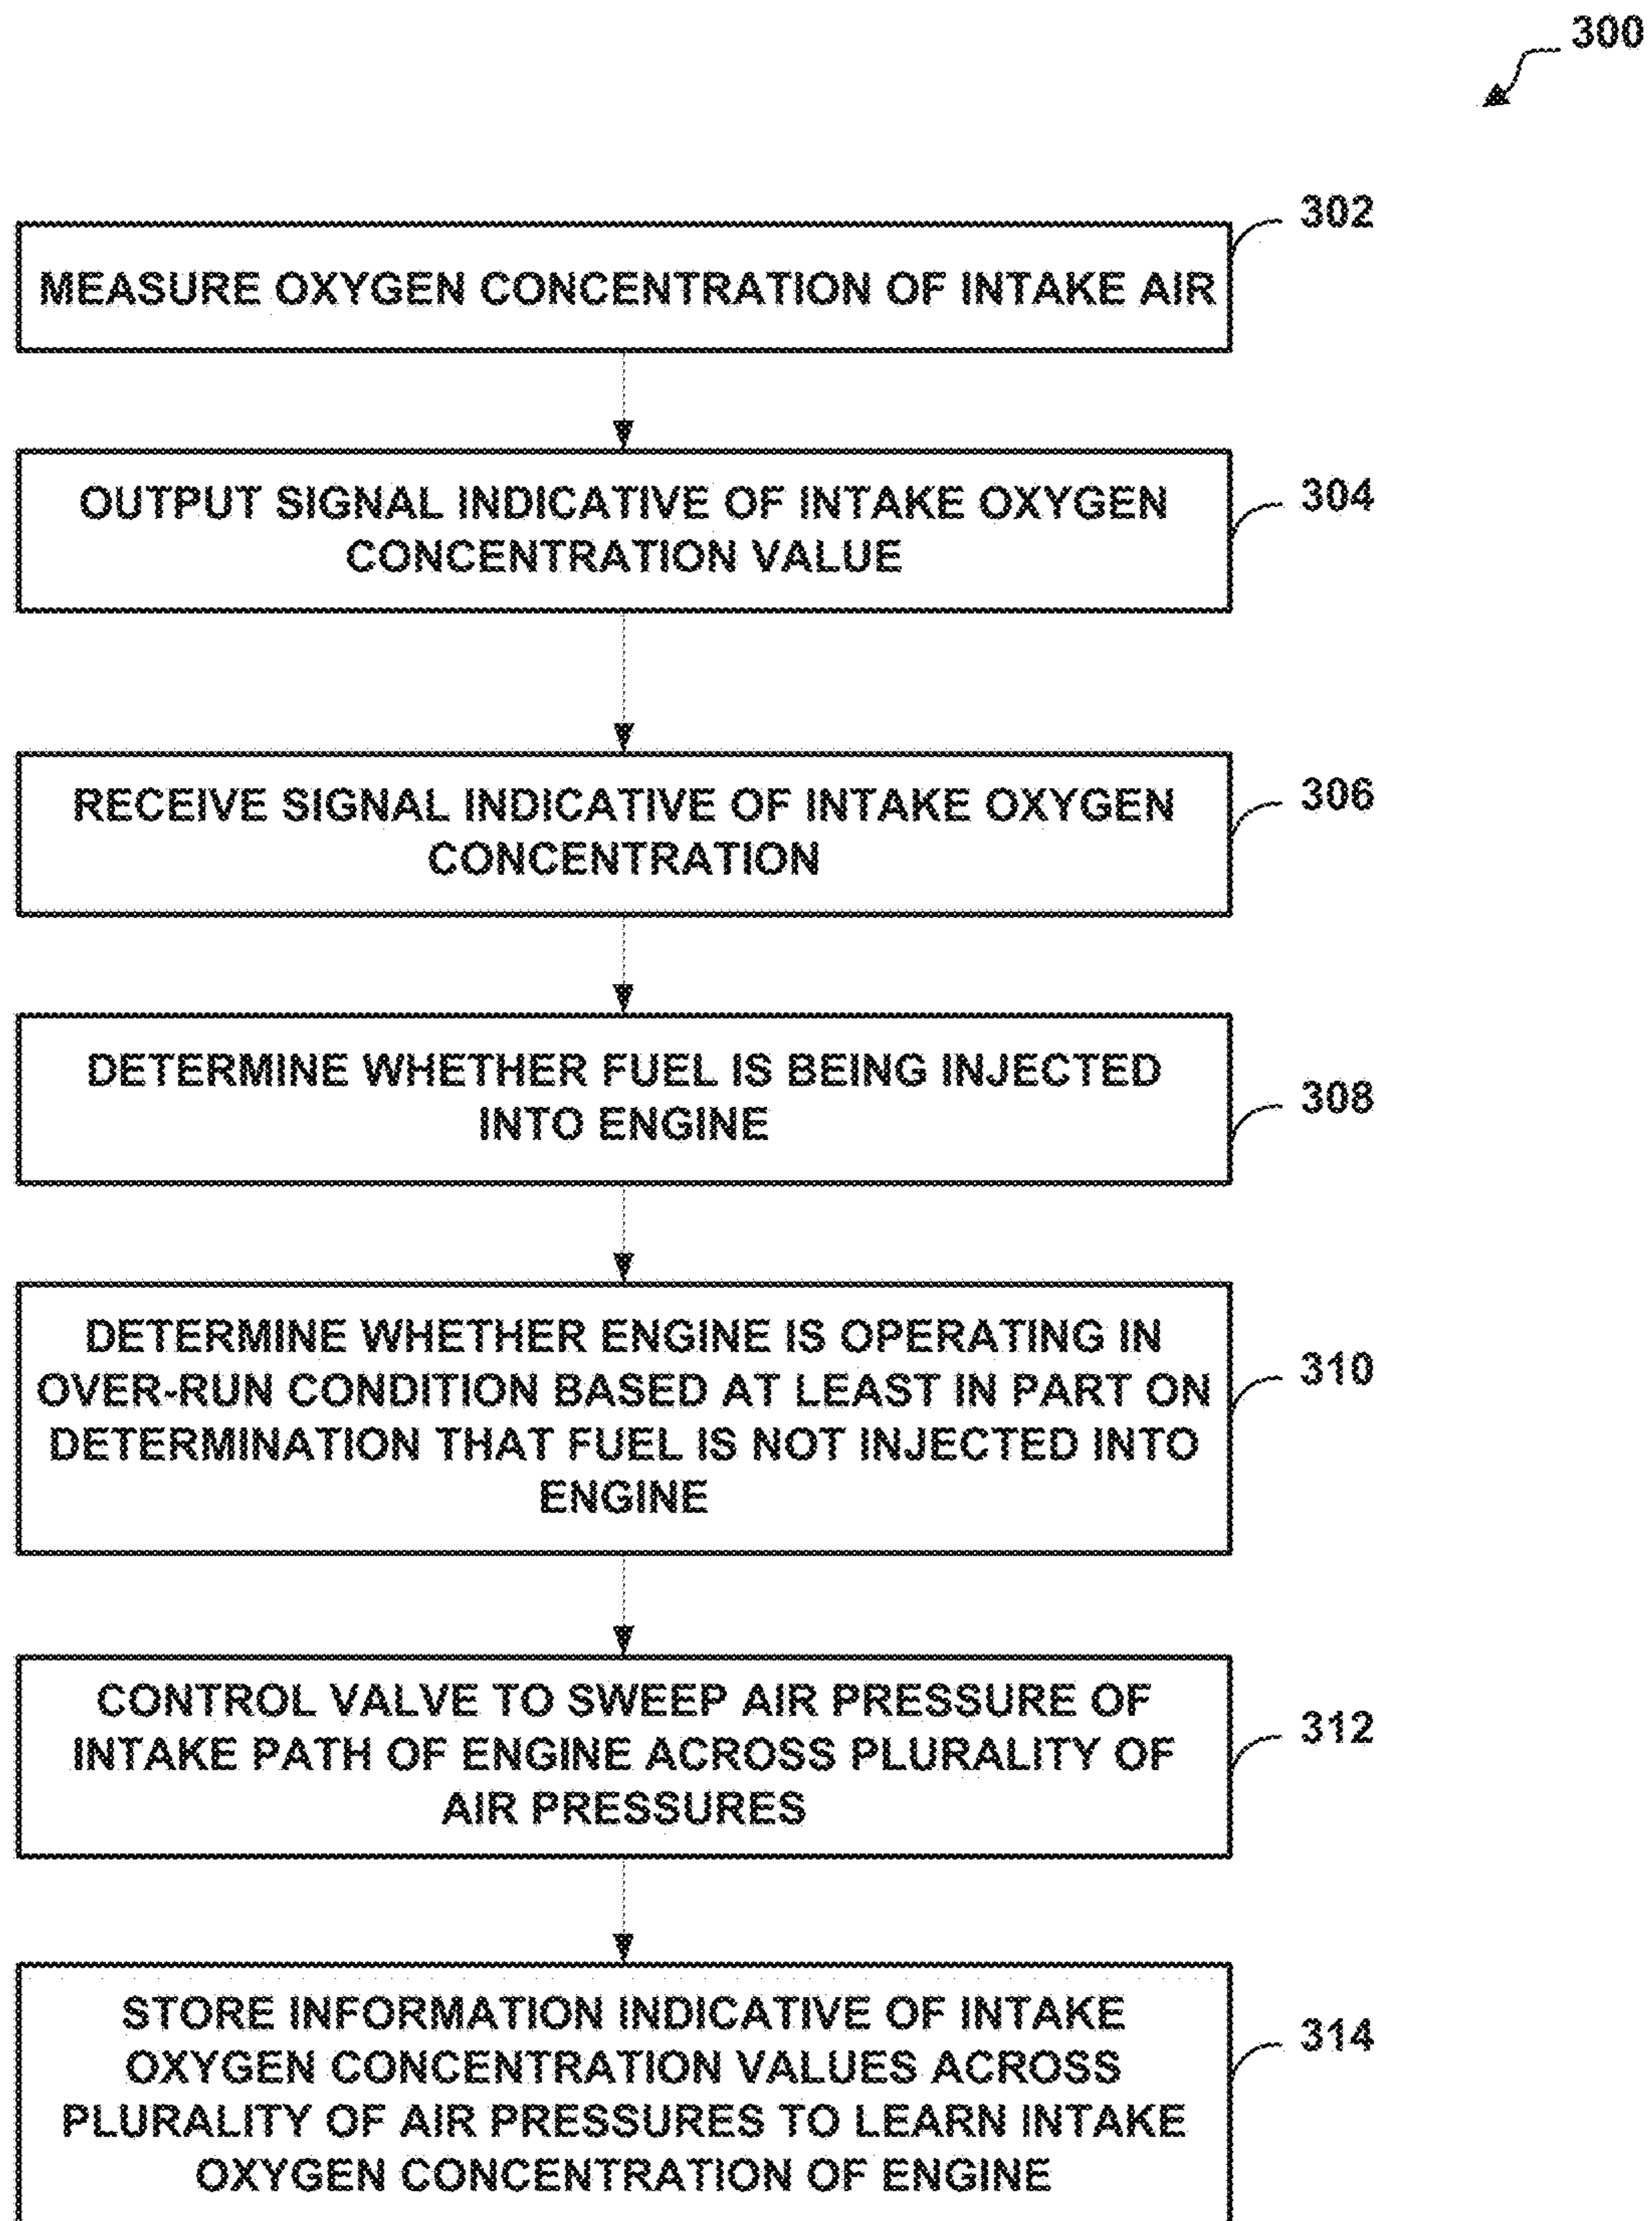 300
302
MEASURE OXYGEN CONCENTRATION OF INTAKE AIR
304
OUTPUT SIGNAL INDICATIVE OF INTAKE OXYGEN
CONCENTRATION VALUE
306
RECEIVE SIGNAL INDICATIVE OF INTAKE OXYGEN
CONCENTRATION
308
DETERMINE WHETHER FUEL IS BEING INJECTED
INTO ENGINE
310
DETERMINE WHETHER ENGINE IS OPERATING IN
OVER-RUN CONDITION BASED AT LEAST IN PART ON
DETERMINATION THAT FUEL IS NOT INJECTED INTO
ENGINE
312
CONTROL VALVE TO SWEEP AIR PRESSURE OF
INTAKE PATH OF ENGINE ACROSS PLURALITY OF
AIR PRESSURES
314
STORE INFORMATION INDICATIVE OF INTAKE
OXYGEN CONCENTRATION VALUES ACROSS
PLURALITY OF AIR PRESSURES TO LEARN INTAKE
OXYGEN CONCENTRATION OF ENGINE